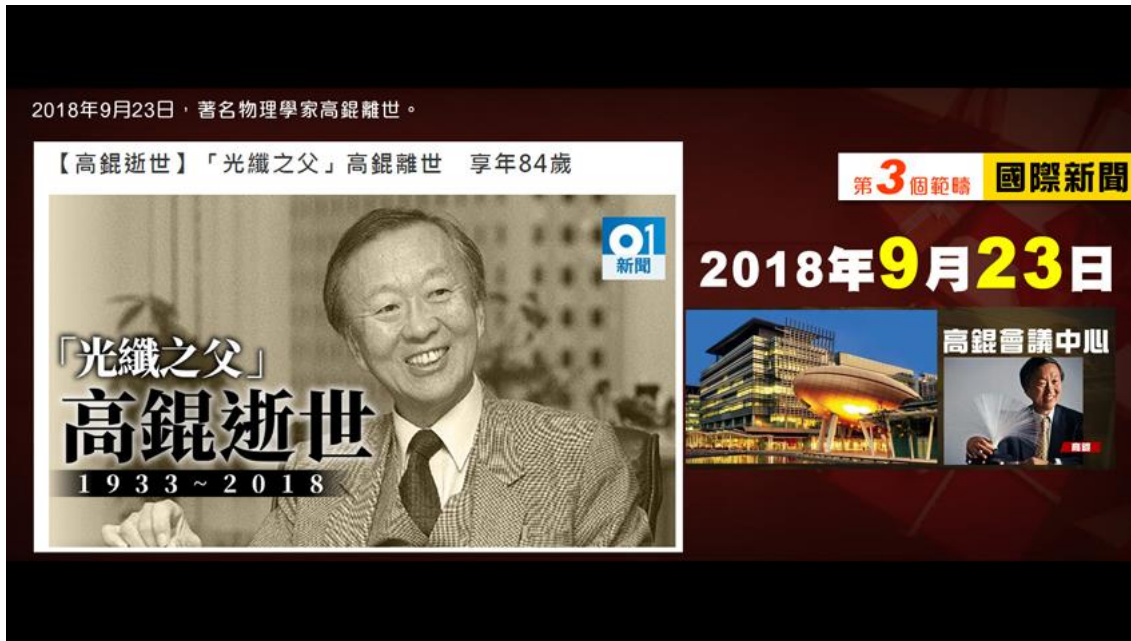 2018年9月23日，著名物理學家高錕離世。
【高錕逝世】「光纖之父」高錕離世　享年84歲
01
新聞
「光纖之父」
高錕逝世
1933~2018
第3個範疇 國際新聞
2018年9月23日
高錕會議中心
高錕